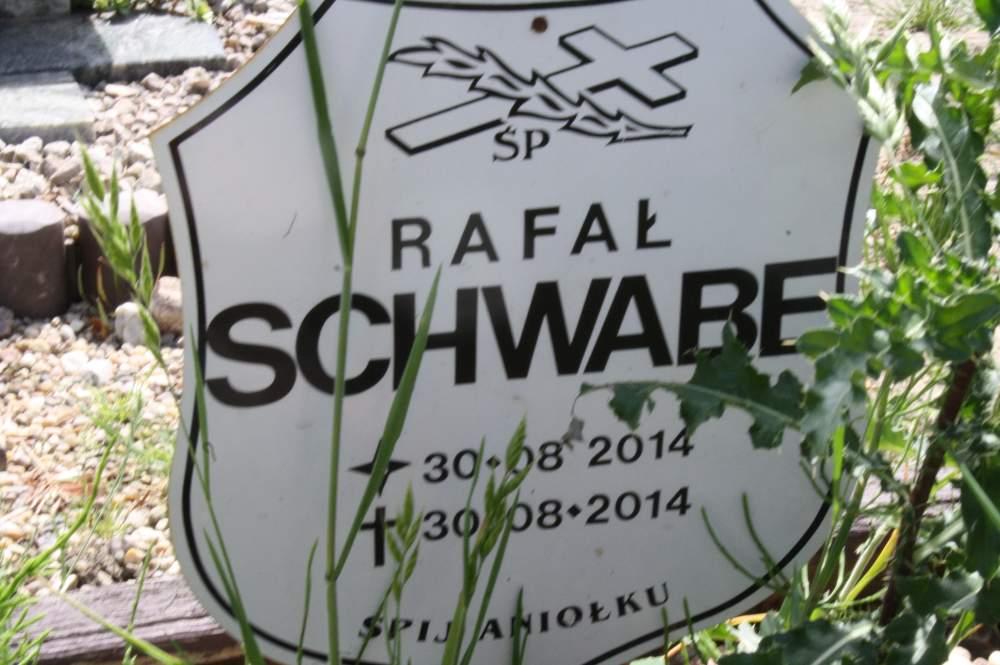 ŚP
RAFAŁ
SCHWABE
30•08 2014
30 08•2014
ŚPIJ ANIOŁKU